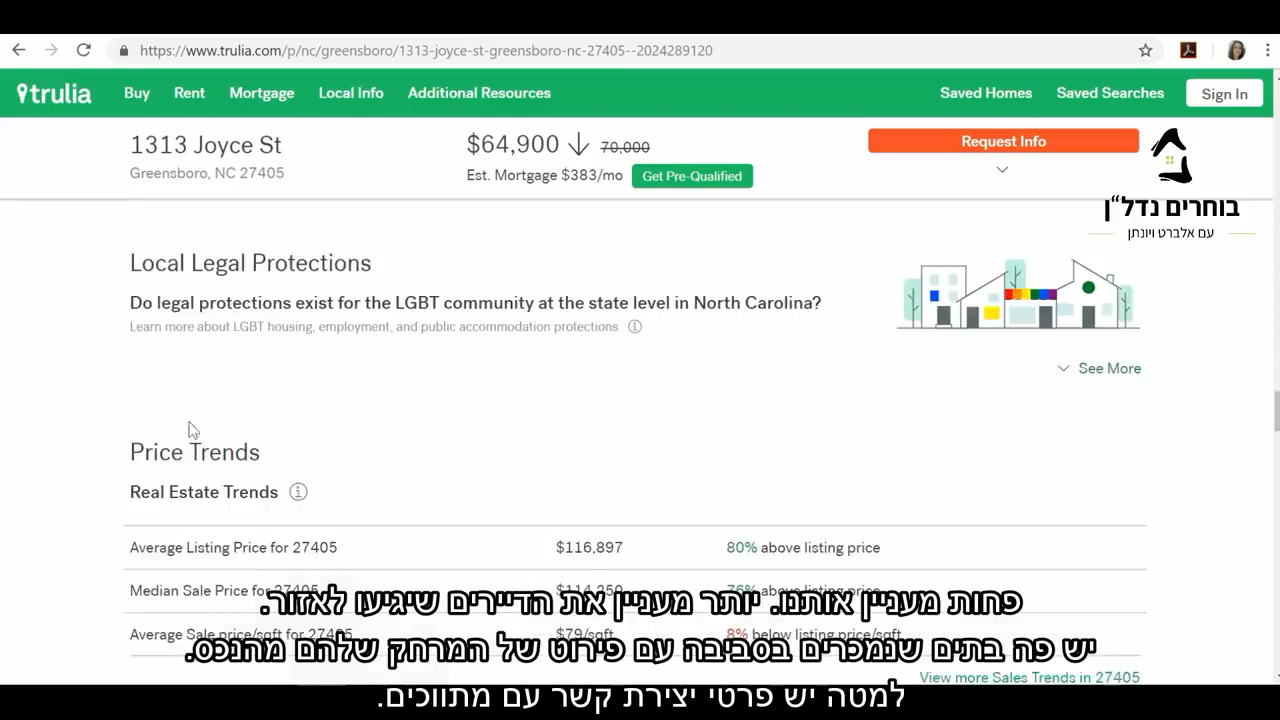 https://www.trulia.com/p/nc/greensboro/1313-joyce-st-greensboro-nc-27405--2024289120
trulia Buy Rent Mortgage Local Info Additional Resources Saved Homes Saved Searches Sign In
1313 Joyce St $64,900 70,000 Request Info
Greensboro, NC 27405 Est. Mortgage $383/mo Get Pre-Qualified
בוחרים נדל"ן
עם אלברט ויונתן
Local Legal Protections
Do legal protections exist for the LGBT community at the state level in North Carolina?
Learn more about LGBT housing, employment, and public accommodation protections.
See More
Price Trends
Real Estate Trends
Average Listing Price for 27405 $116,897 80% above listing price
Median Sale Price for 27405 $114,250 76% above listing price
פחות מעניין אותנו. יותר מעניין את הדיירים שיגיעו לאזור.
Average Sale price/sqft for 27405 $79/sqft 8% below listing price/sqft
יש פה בתים שנמכרים בסביבה עם פירוט של המרחק שלהם מהנכס.
View more Sales Trends in 27405
למטה יש פרטי יצירת קשר עם מתווכים.